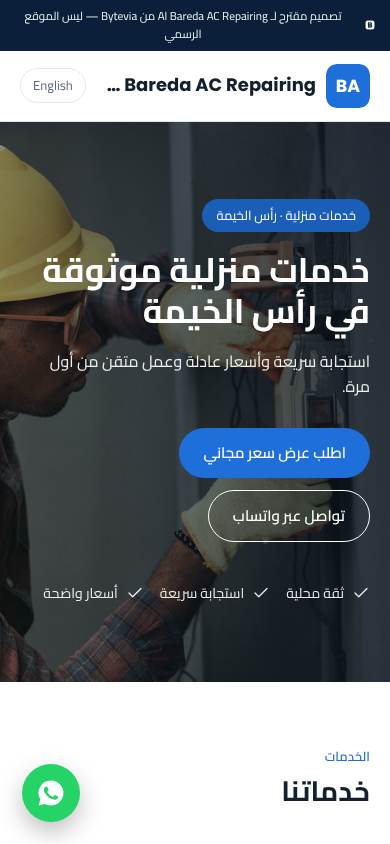 تصميم مقترح لـ Al Bareda AC Repairing من Bytevia — ليس الموقع
الرسمي
BA
Al Bareda AC Repairing ...
English
خدمات منزلية · رأس الخيمة
خدمات منزلية موثوقة
في رأس الخيمة
استجابة سريعة وأسعار عادلة وعمل متقن من أول
مرة.
اطلب عرض سعر مجاني
تواصل عبر واتساب
ثقة محلية
استجابة سريعة
أسعار واضحة
الخدمات
خدماتنا